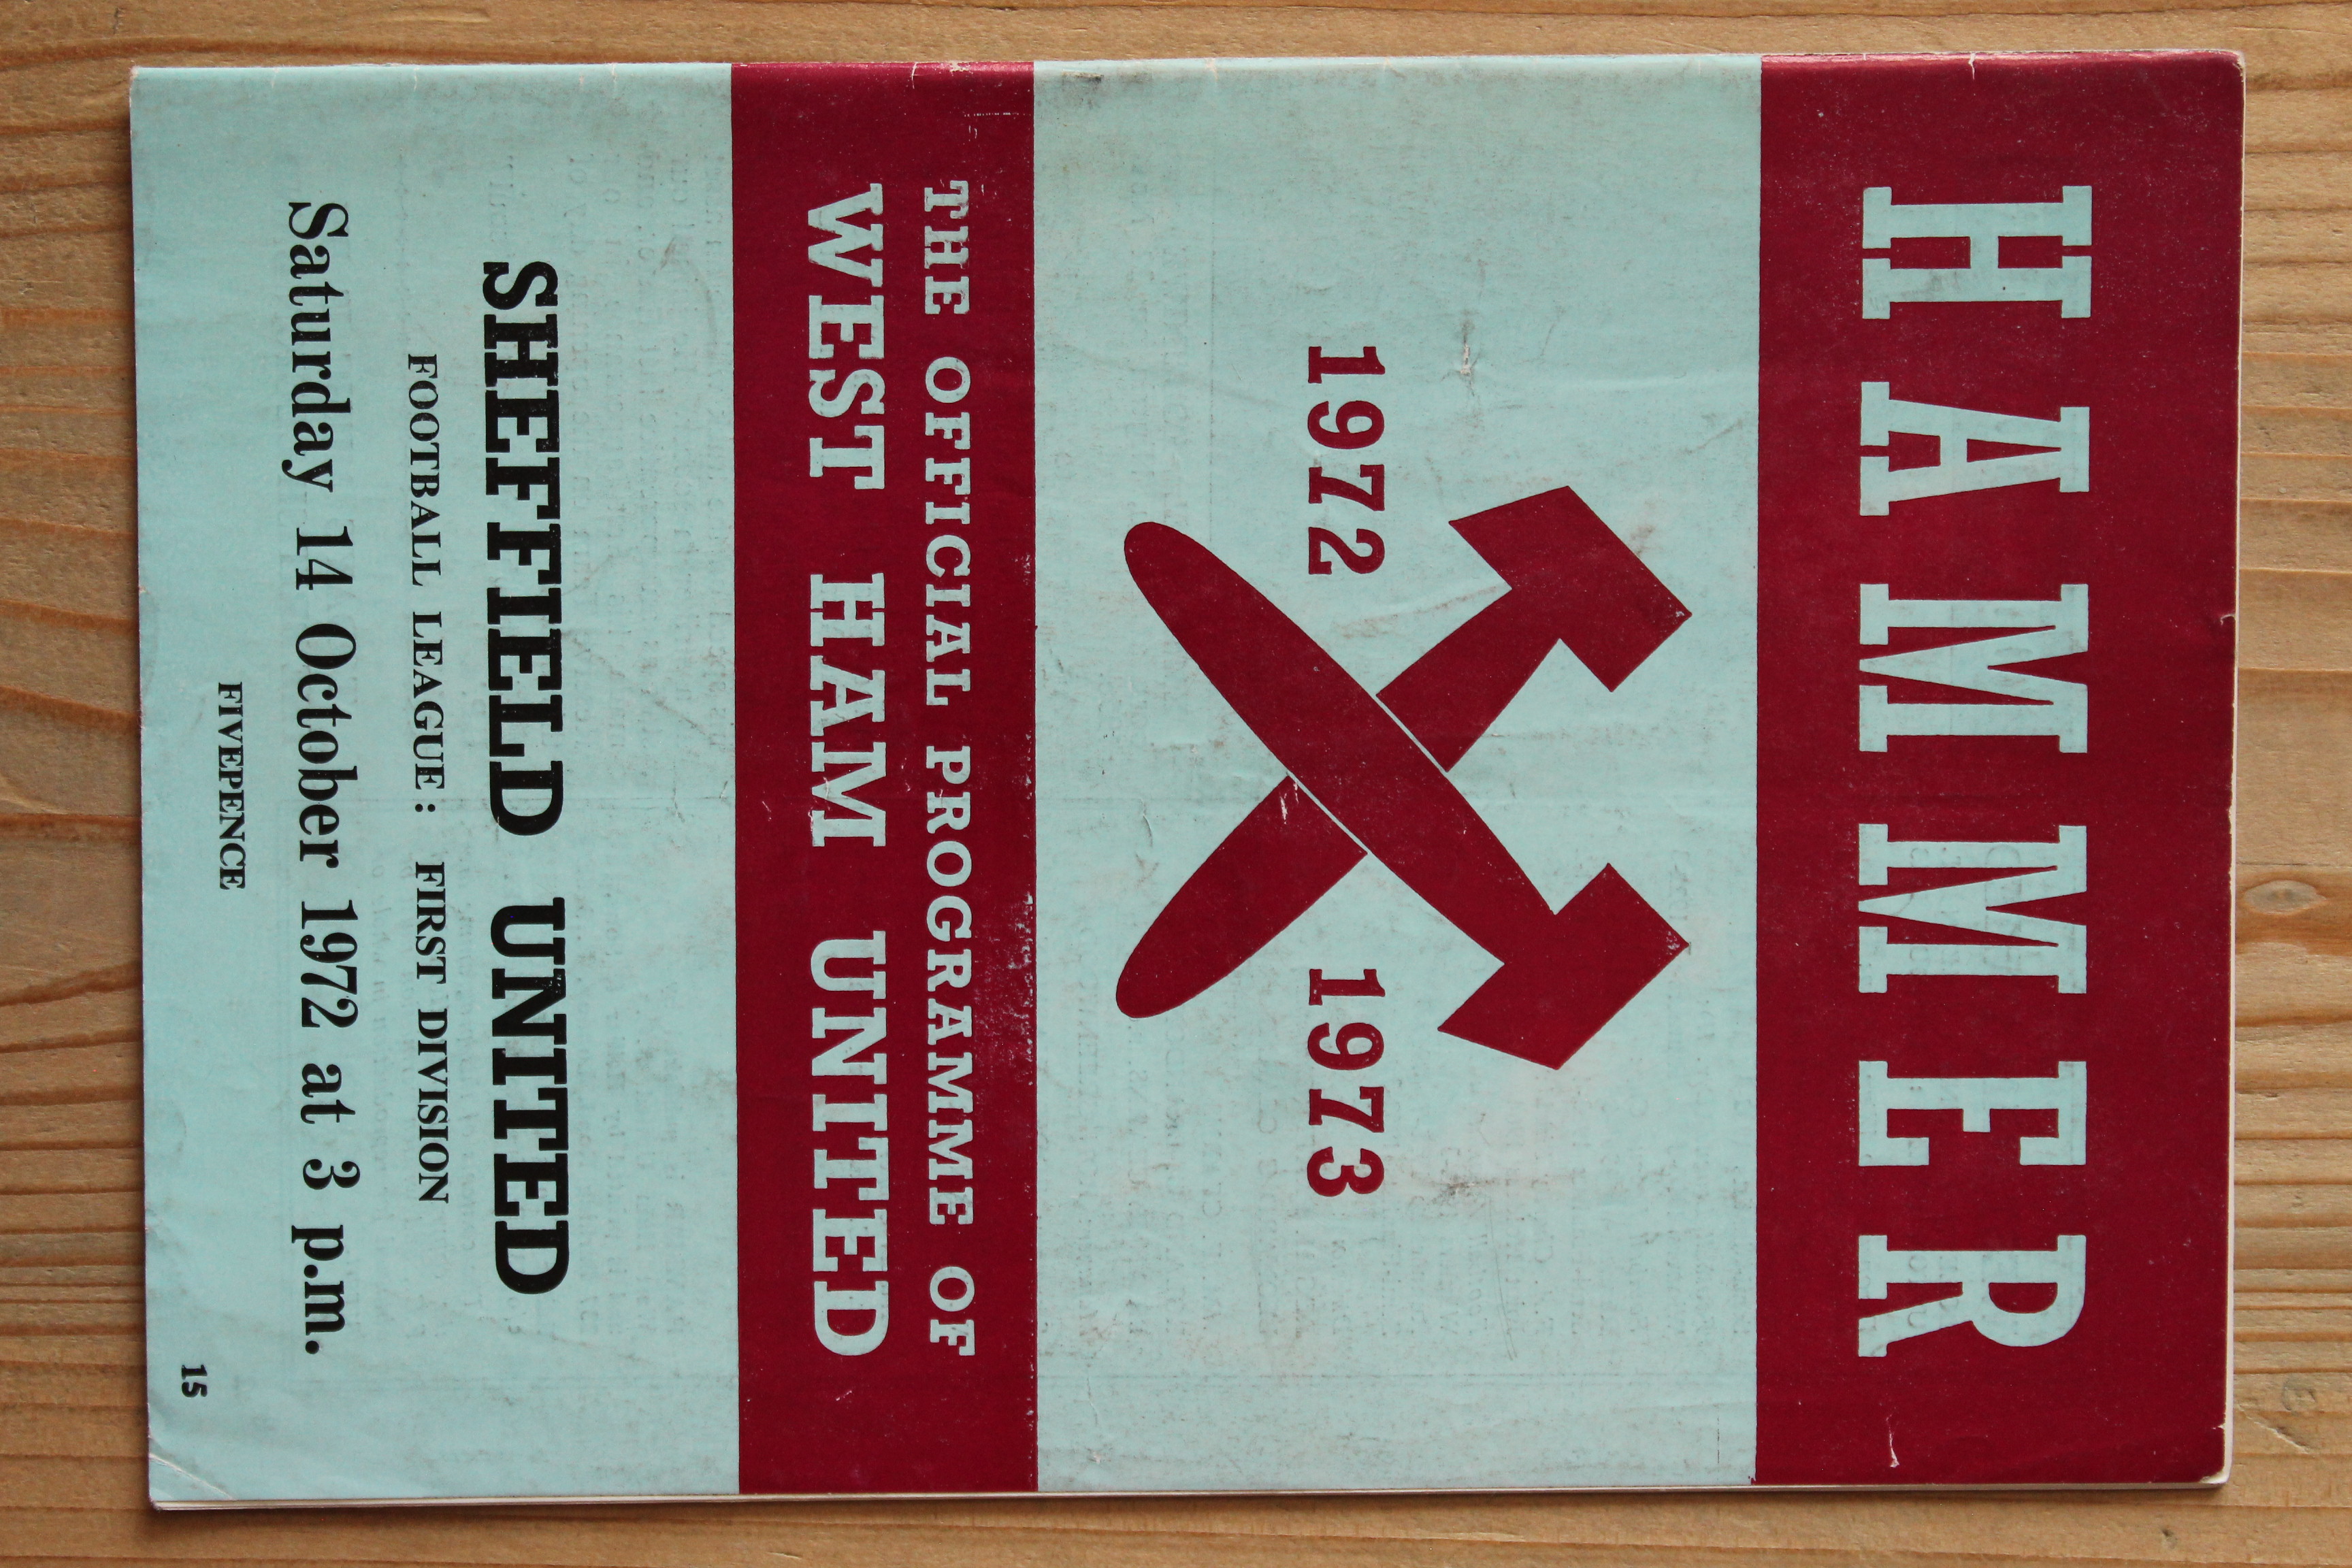 HAMMER
1972 1973
THE OFFICIAL PROGRAMME OF
WEST HAM UNITED
SHEFFIELD UNITED
FOOTBALL LEAGUE: FIRST DIVISION
Saturday 14 October 1972 at 3 p.m.
FIVEPENCE
15